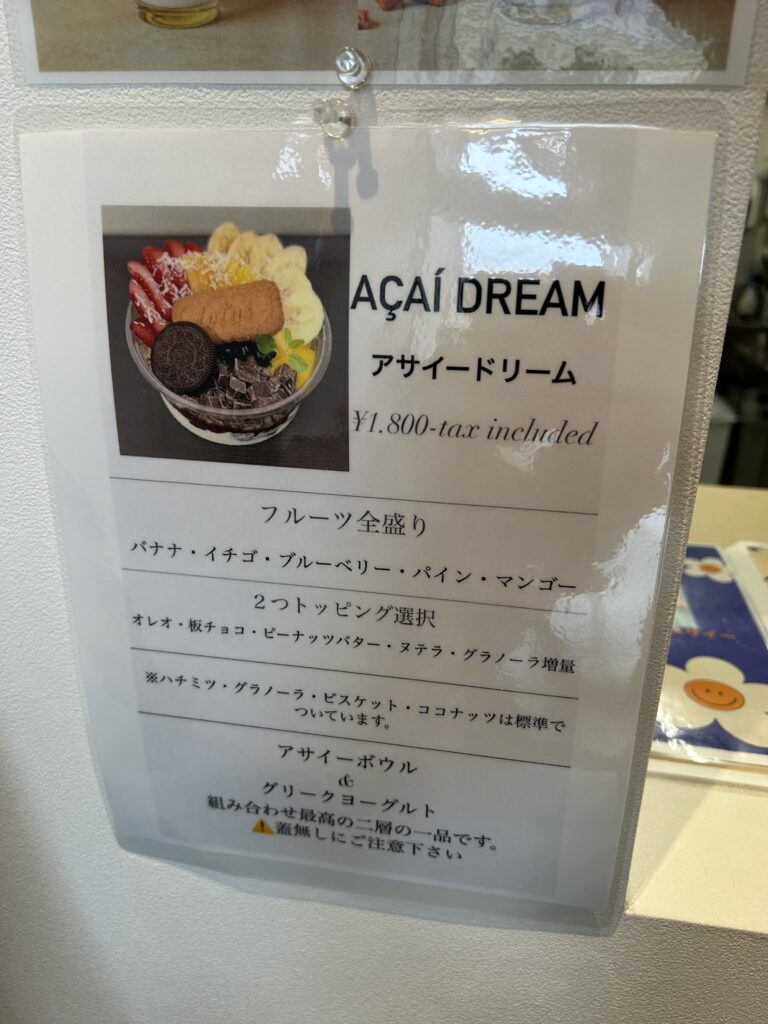 AÇAÍ DREAM
アサイードリーム
¥1.800-tax included
フルーツ全盛り
バナナ・イチゴ・ブルーベリー・パイン・マンゴー
２つトッピング選択
オレオ・板チョコ・ピーナッツバター・ヌテラ・グラノーラ増量
※ハチミツ・グラノーラ・ビスケット・ココナッツは標準で
ついています。
アサイーボウル
&
グリークヨーグルト
組み合わせ最高の二層の一品です。
⚠️蓋無しにご注意下さい